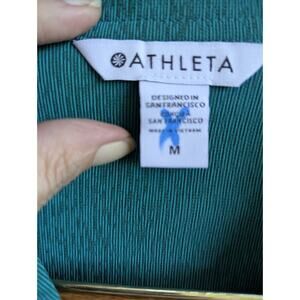 ATHLETA
DESIGNED IN
SAN FRANCISCO
SAN FRANCISCO
MADE IN VIETNAM
M